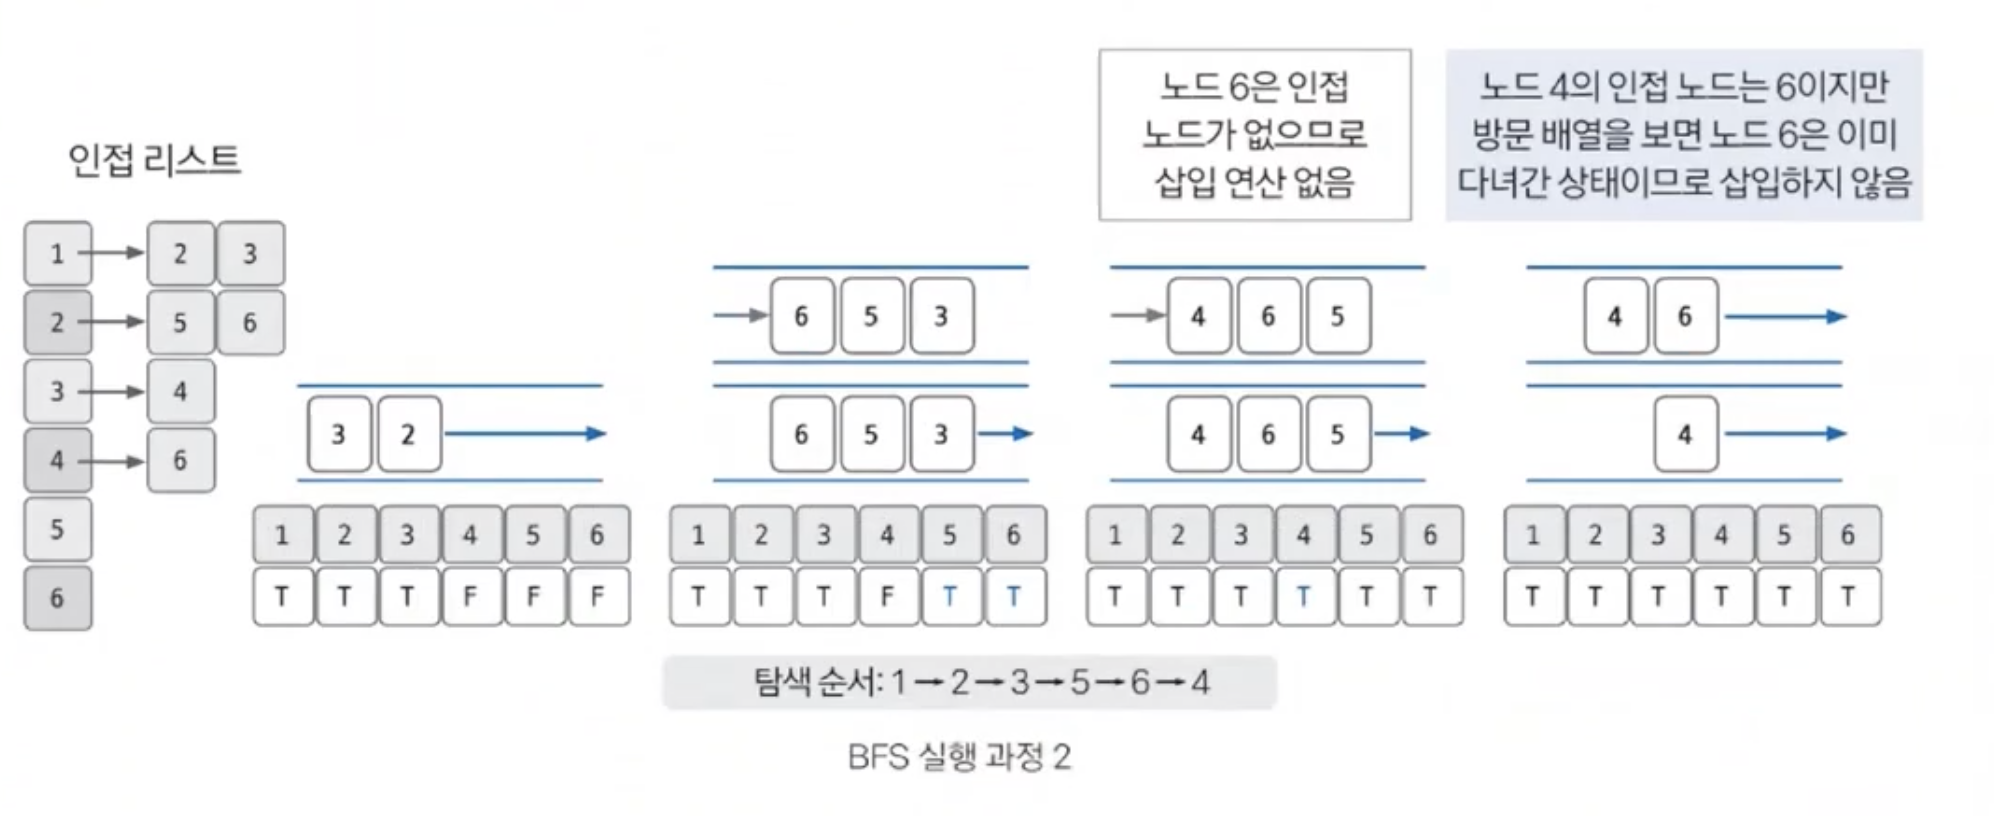 노드 6은 인접
노드가 없으므로
삽입 연산 없음
노드 4의 인접 노드는 6이지만
방문 배열을 보면 노드 6은 이미
다녀간 상태이므로 삽입하지 않음
인접 리스트
1 2 3
2 5 6
3 4
4 6
5
6
3 2
1 2 3 4 5 6
T T T F F F
6 5 3
6 5 3
1 2 3 4 5 6
T T T F T T
4 6 5
4 6 5
1 2 3 4 5 6
T T T T T T
4 6
4
1 2 3 4 5 6
T T T T T T
탐색 순서: 1→2→3→5→6→4
BFS 실행 과정 2